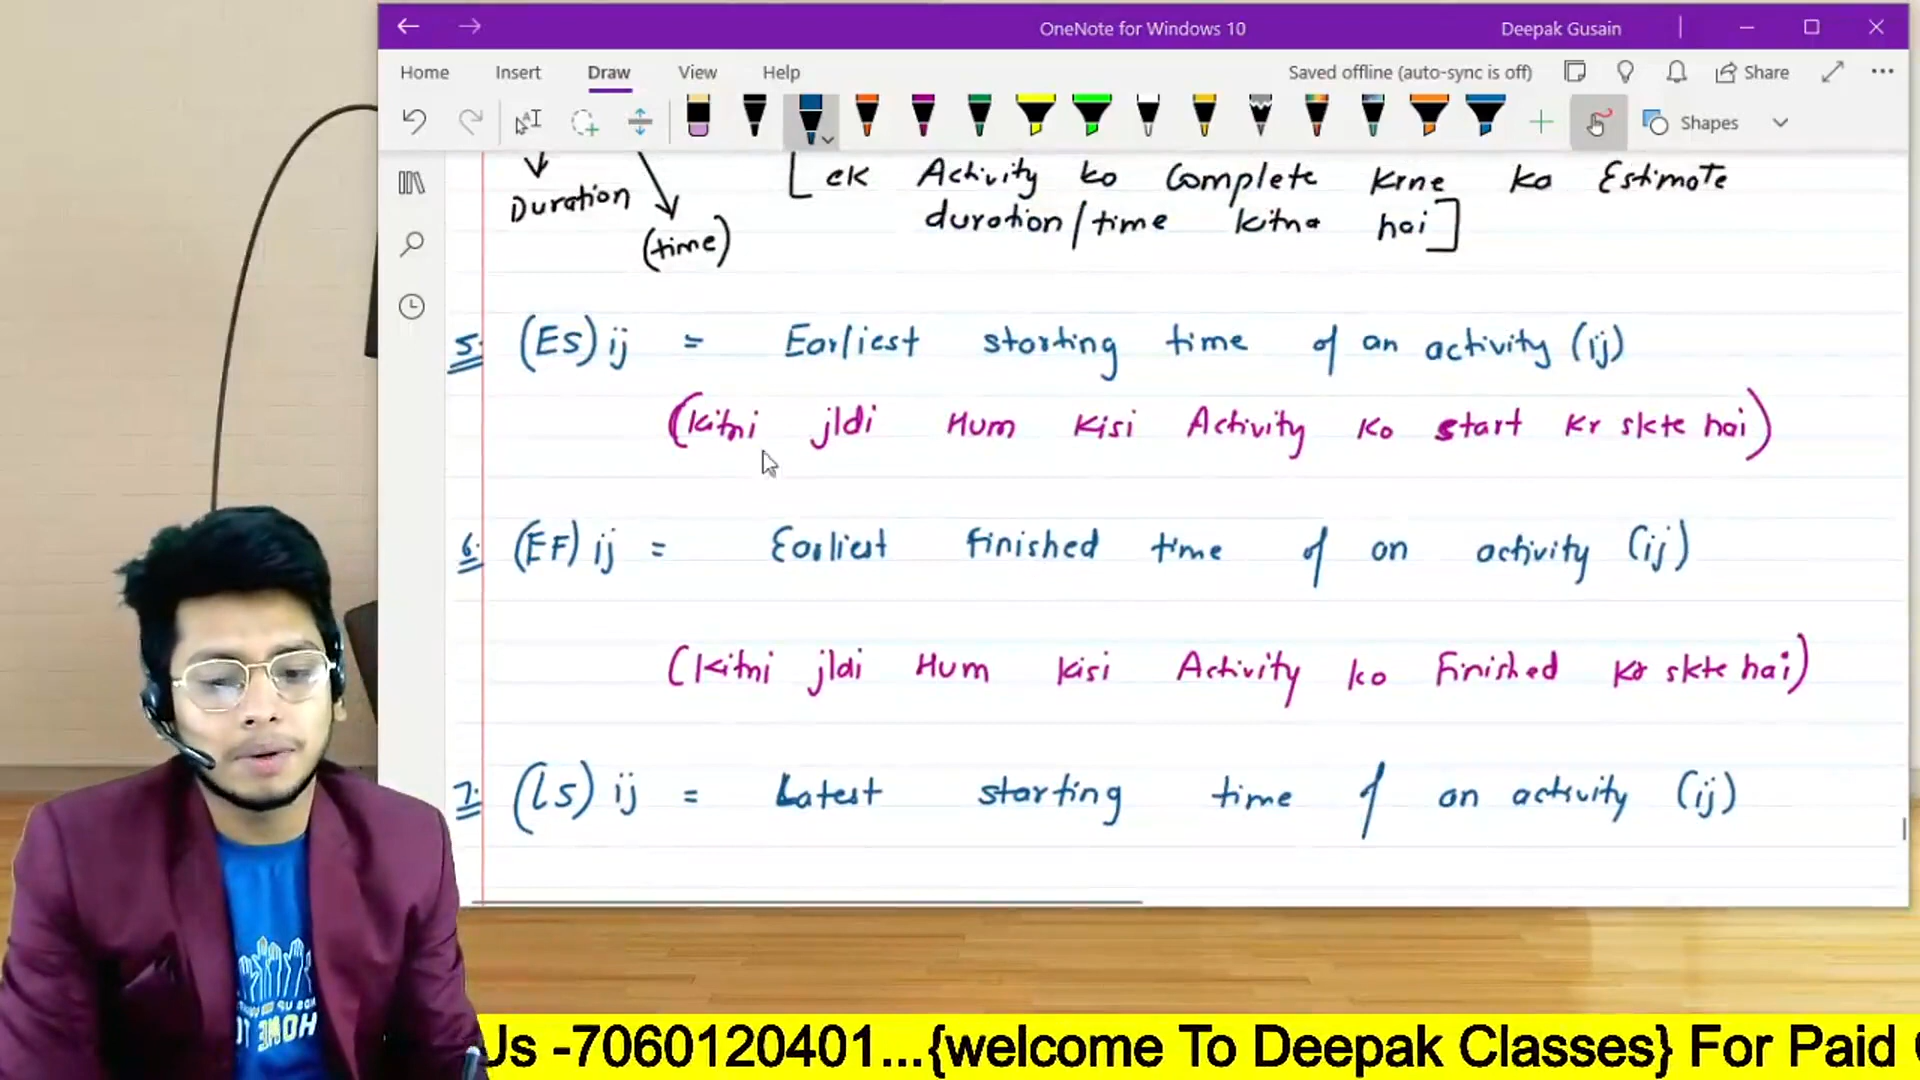 OneNote for Windows 10
Deepak Gusain
Home Insert Draw View Help
Saved offline (auto-sync is off)
Share
Shapes
Duration
(time)
[ek Activity ko Complete krne ka Estimate
duration/time kitna hai]
5. (ES) ij = Earliest starting time of an activity (ij)
(kitni jldi Hum kisi Activity ko start kr skte hai)
6. (EF) ij = Earliest finished time of an activity (ij)
(kitni jldi Hum kisi Activity ko Finished kr skte hai)
7. (LS) ij = Latest starting time of an activity (ij)
Us -7060120401...{welcome To Deepak Classes} For Paid